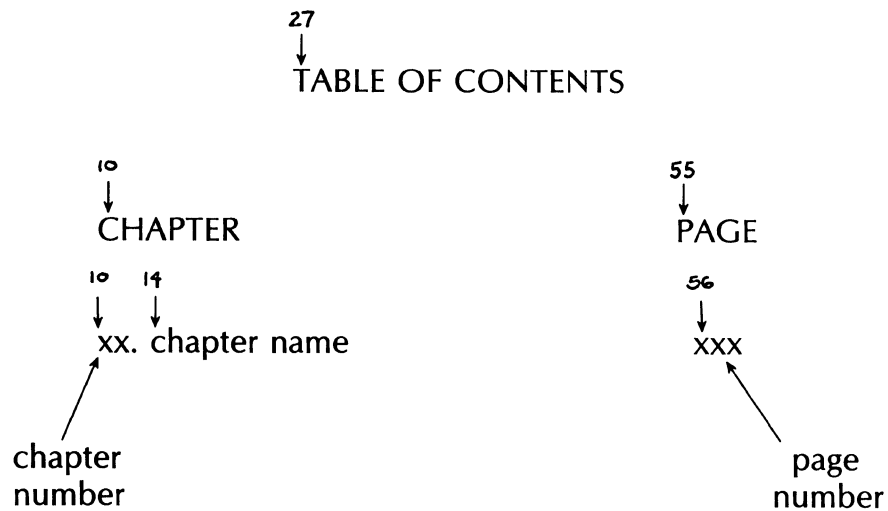 27
TABLE OF CONTENTS
10 55
CHAPTER PAGE
10 14 56
xx. chapter name xxx
chapter number
page number